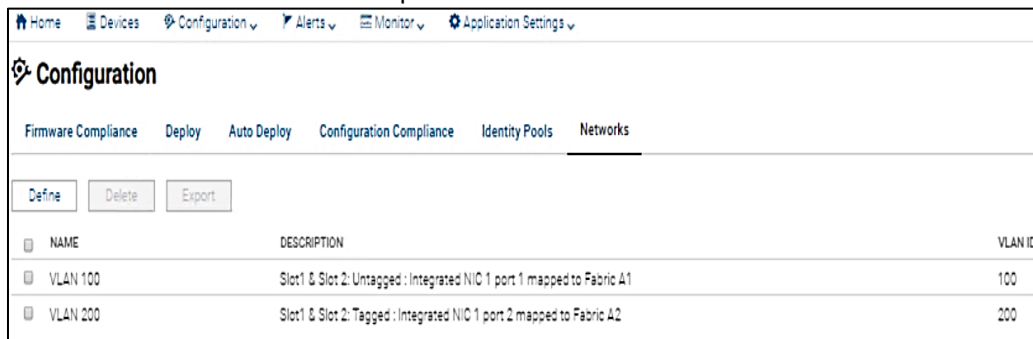 Home Devices Configuration Alerts Monitor Application Settings
Configuration
Firmware Compliance Deploy Auto Deploy Configuration Compliance Identity Pools Networks
Define Delete Export
NAME DESCRIPTION VLAN ID
VLAN 100 Slot1 & Slot 2: Untagged : Integrated NIC 1 port 1 mapped to Fabric A1 100
VLAN 200 Slot1 & Slot 2: Tagged : Integrated NIC 1 port 2 mapped to Fabric A2 200